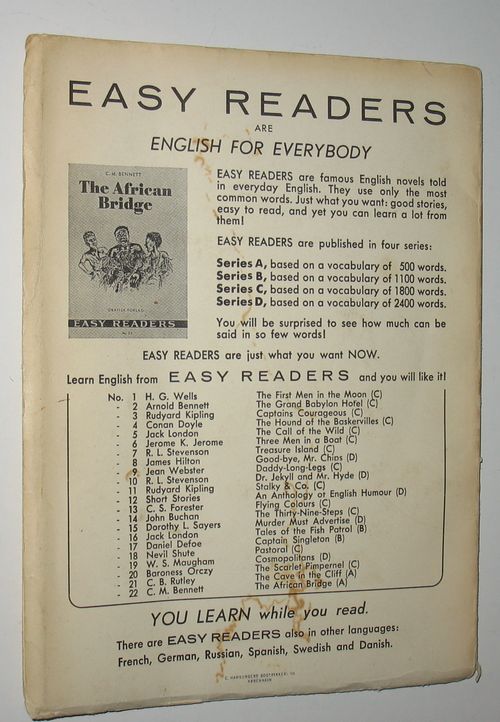 EASY READERS
ARE
ENGLISH FOR EVERYBODY
C. M. BENNETT
The African
Bridge
GRAFISK FORLAG
EASY READERS
EASY READERS are famous English novels told
in everyday English. They use only the most
common words. Just what you want: good stories,
easy to read, and yet you can learn a lot from
them!
EASY READERS are published in four series:
Series A, based on a vocabulary of 500 words.
Series B, based on a vocabulary of 1100 words.
Series C, based on a vocabulary of 1800 words.
Series D, based on a vocabulary of 2400 words.
You will be surprised to see how much can be
said in so few words!
EASY READERS are just what you want NOW.
Learn English from EASY READERS and you will like it!
No. 1 H. G. Wells The First Men in the Moon (C)
- 2 Arnold Bennett The Grand Babylon Hotel (C)
- 3 Rudyard Kipling Captains Courageous (C)
- 4 Conan Doyle The Hound of the Baskervilles (C)
- 5 Jack London The Call of the Wild (C)
- 6 Jerome K. Jerome Three Men in a Boat (C)
- 7 R. L. Stevenson Treasure Island (C)
- 8 James Hilton Good-bye, Mr. Chips (D)
- 9 Jean Webster Daddy-Long-Legs (C)
- 10 R. L. Stevenson Dr. Jekyll and Mr. Hyde (D)
- 11 Rudyard Kipling Stalky & Co. (C)
- 12 Short Stories An Anthology of English Humour (D)
- 13 C. S. Forester Flying Colours (C)
- 14 John Buchan The Thirty-Nine-Steps (C)
- 15 Dorothy L. Sayers Murder Must Advertise (D)
- 16 Jack London Tales of the Fish Patrol (B)
- 17 Daniel Defoe Captain Singleton (B)
- 18 Nevil Shute Pastoral (C)
- 19 W. S. Maugham Cosmopolitans (D)
- 20 Baroness Orczy The Scarlet Pimpernel (C)
- 21 C. B. Rutley The Cave in the Cliff (A)
- 22 C. M. Bennett The African Bridge (A)
YOU LEARN while you read.
There are EASY READERS also in other languages:
French, German, Russian, Spanish, Swedish and Danish.
KØBENHAVN